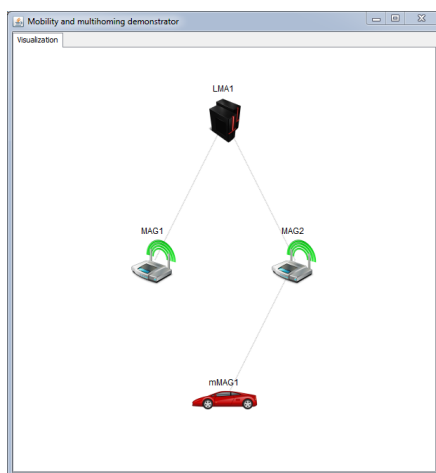 Mobility and multihoming demonstrator
Visualization
LMA1
MAG1
MAG2
mMAG1